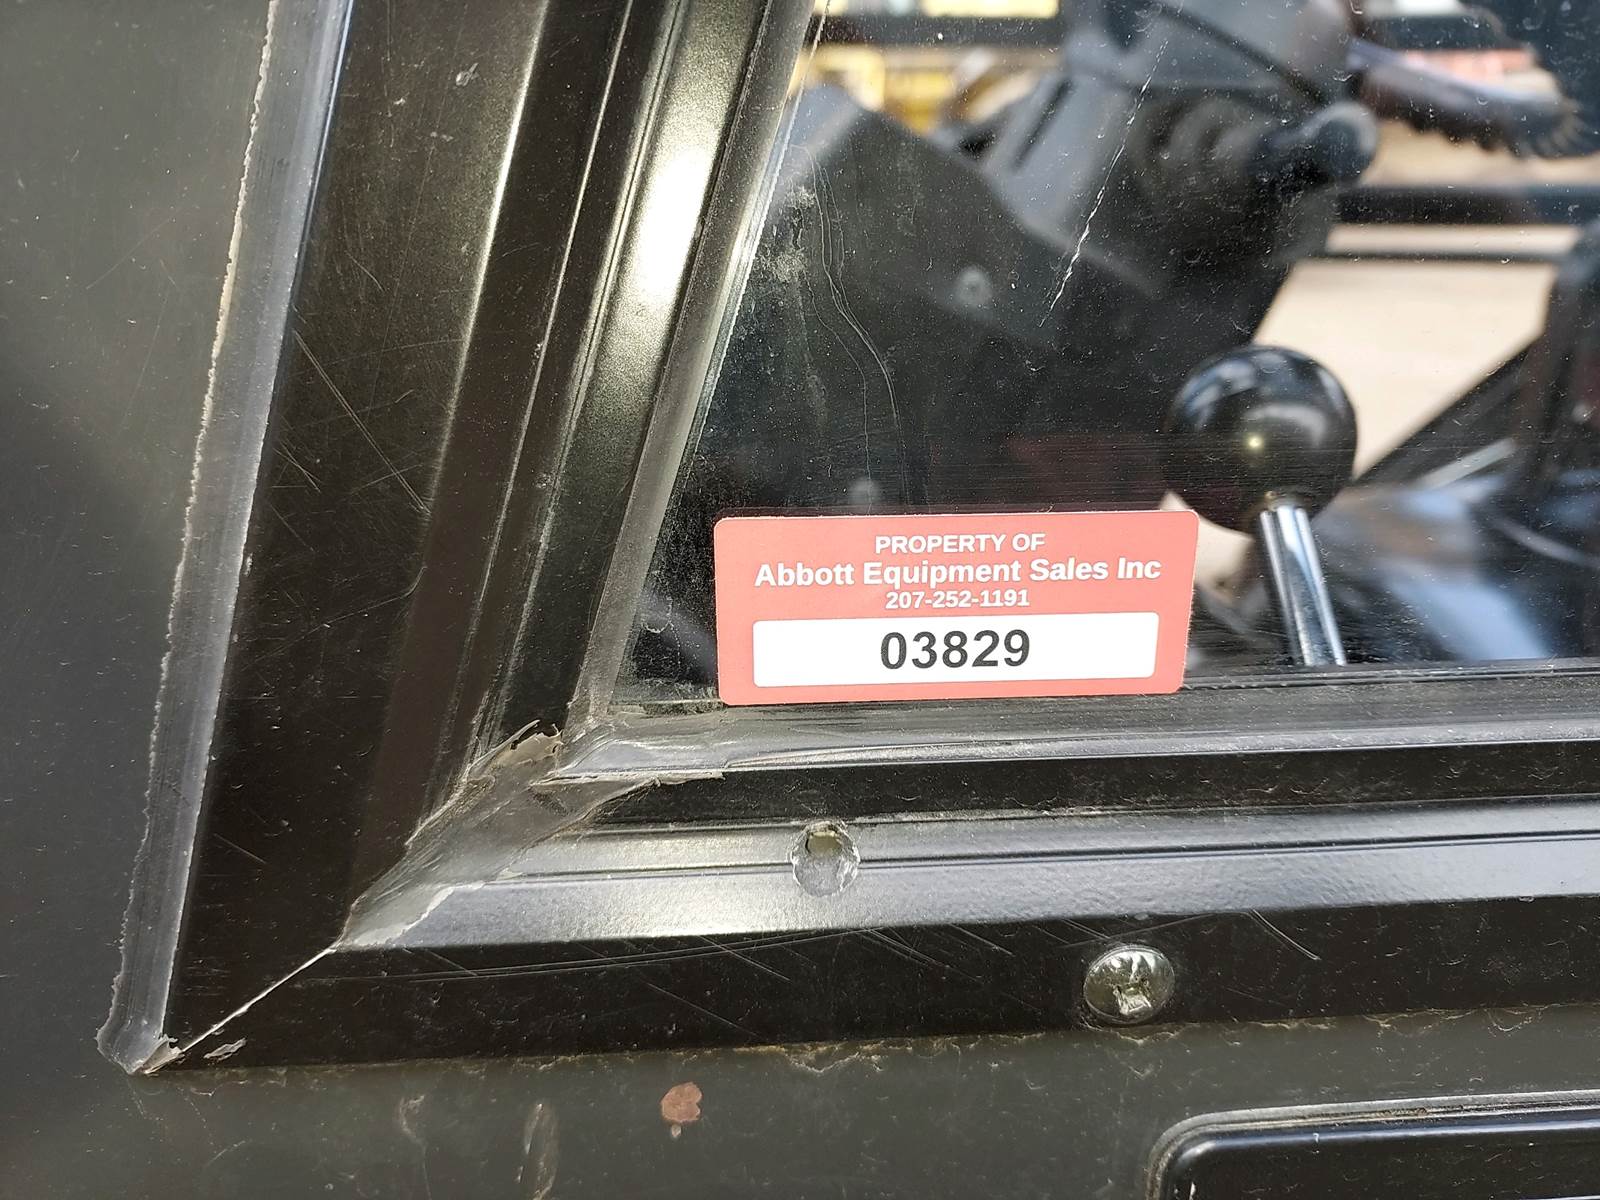 PROPERTY OF
Abbott Equipment Sales Inc
207-252-1191
03829